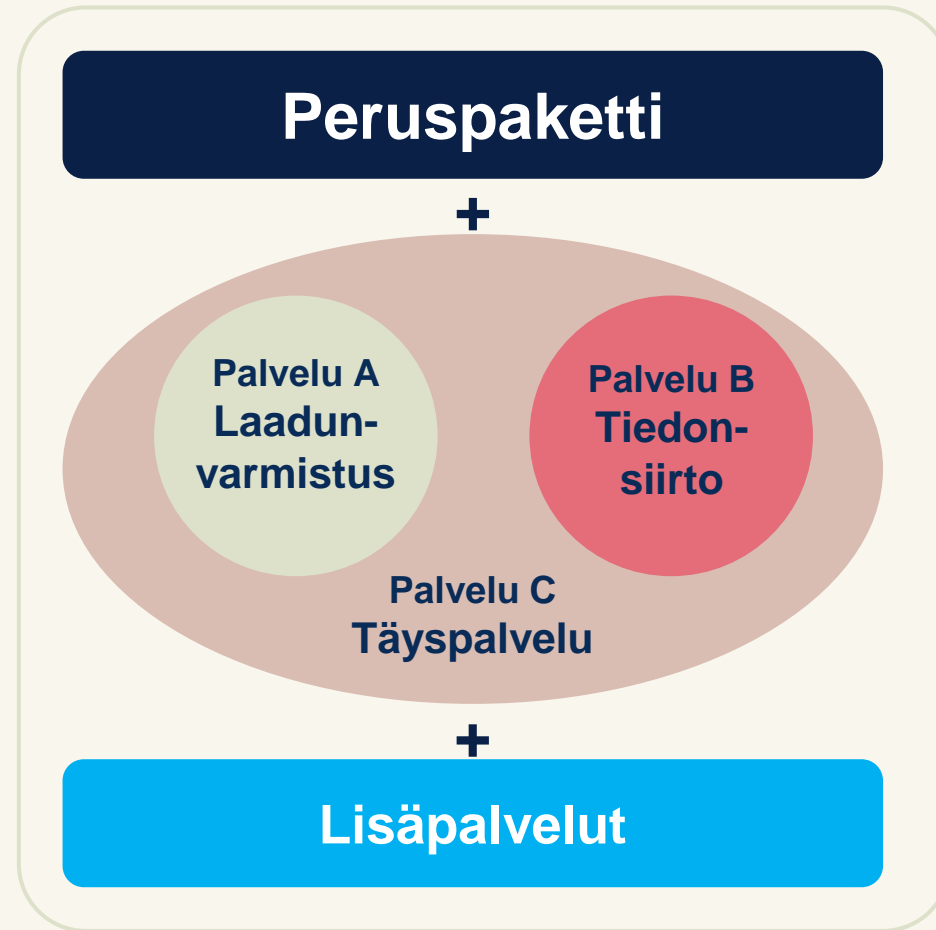 Peruspaketti
+
Palvelu A
Laadun-
varmistus
Palvelu B
Tiedon-
siirto
Palvelu C
Täyspalvelu
+
Lisäpalvelut